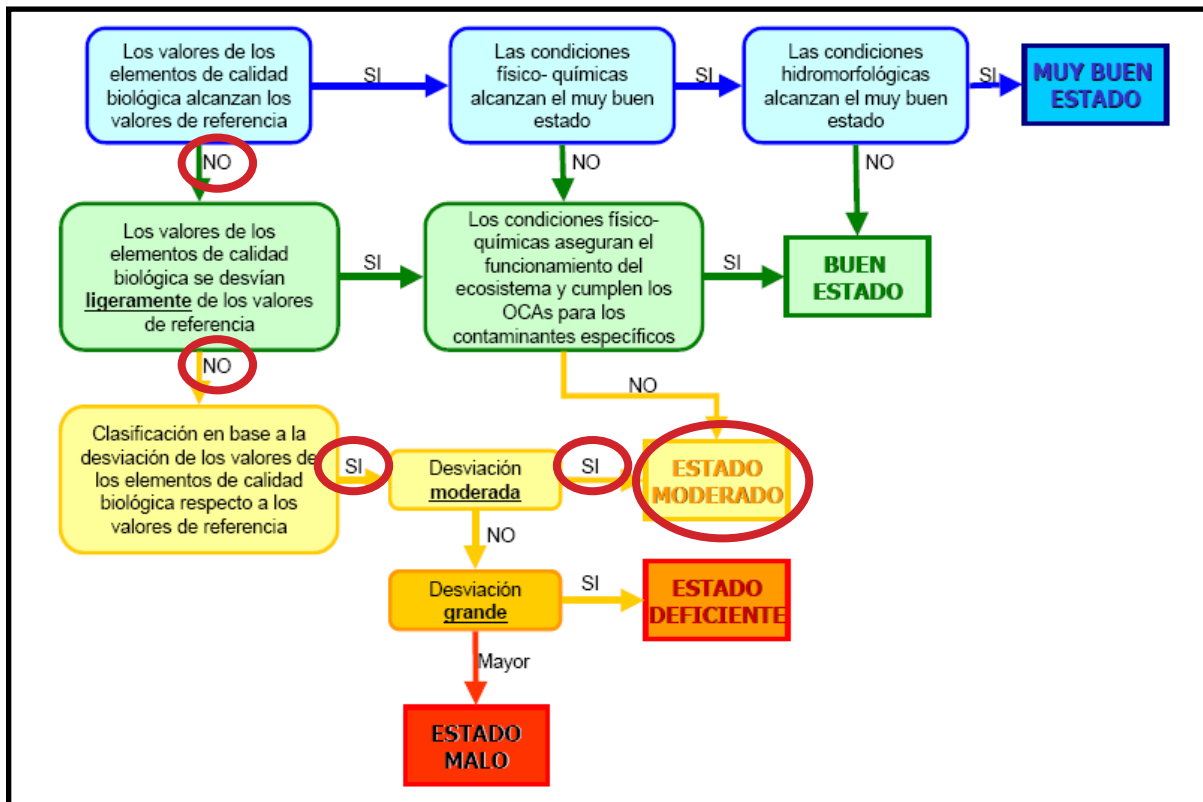 Los valores de los
elementos de calidad
biológica alcanzan los
valores de referencia
SI
Las condiciones
físico- químicas
alcanzan el muy buen
estado
SI
Las condiciones
hidromorfológicas
alcanzan el muy buen
estado
SI
MUY BUEN
ESTADO
NO
NO
NO
Los valores de los
elementos de calidad
biológica se desvían
ligeramente de los valores
de referencia
SI
Los condiciones físico-
químicas aseguran el
funcionamiento del
ecosistema y cumplen los
OCAs para los
contaminantes específicos
SI
BUEN
ESTADO
NO
NO
Clasificación en base a la
desviación de los valores de
los elementos de calidad
biológica respecto a los
valores de referencia
SI
Desviación
moderada
SI
ESTADO
MODERADO
NO
Desviación
grande
SI
ESTADO
DEFICIENTE
Mayor
ESTADO
MALO